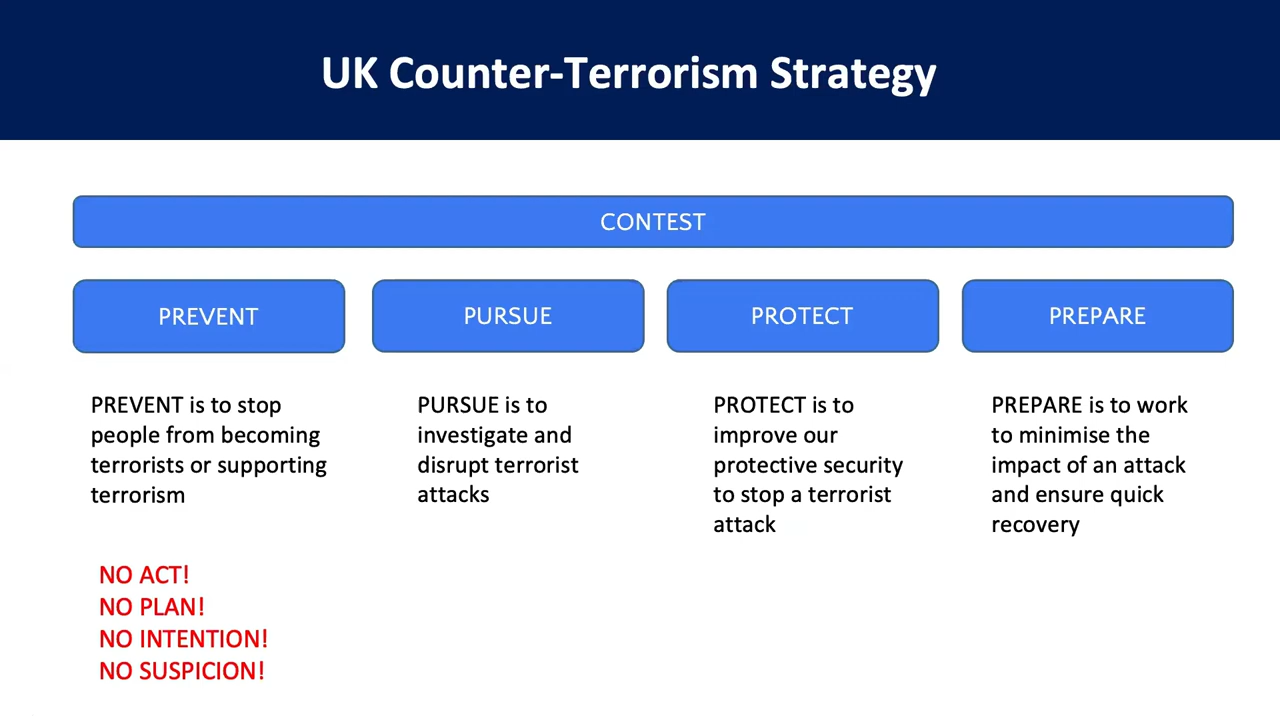 UK Counter-Terrorism Strategy
CONTEST
PREVENT
PURSUE
PROTECT
PREPARE
PREVENT is to stop
people from becoming
terrorists or supporting
terrorism
PURSUE is to
investigate and
disrupt terrorist
attacks
PROTECT is to
improve our
protective security
to stop a terrorist
attack
PREPARE is to work
to minimise the
impact of an attack
and ensure quick
recovery
NO ACT!
NO PLAN!
NO INTENTION!
NO SUSPICION!